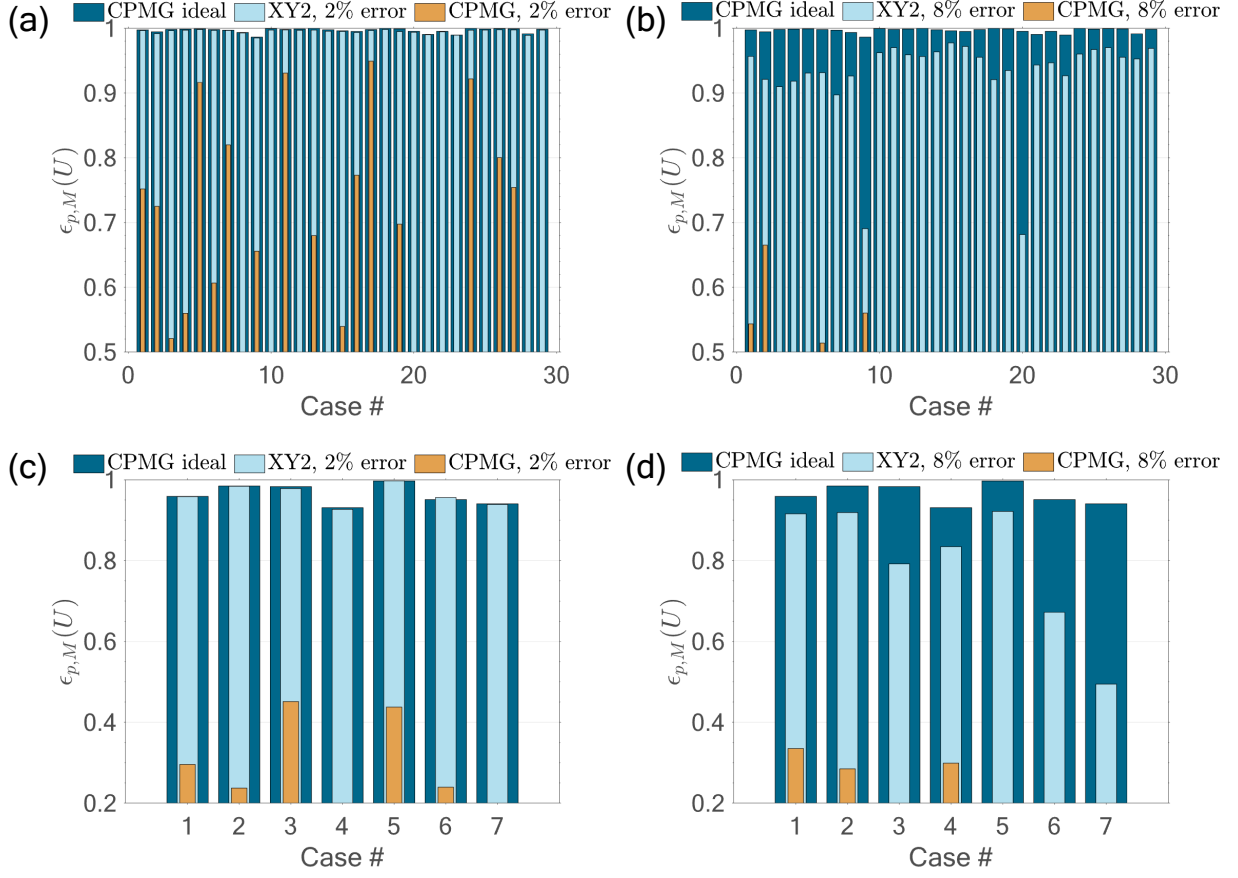 (a)
CPMG ideal XY2, 2% error CPMG, 2% error
1
0.9
0.8
0.7
0.6
0.5
ϵ_{p,M}(U)
0 10 20 30
Case #
(b)
CPMG ideal XY2, 8% error CPMG, 8% error
1
0.9
0.8
0.7
0.6
0.5
ϵ_{p,M}(U)
0 10 20 30
Case #
(c)
CPMG ideal XY2, 2% error CPMG, 2% error
1
0.8
0.6
0.4
0.2
ϵ_{p,M}(U)
1 2 3 4 5 6 7
Case #
(d)
CPMG ideal XY2, 8% error CPMG, 8% error
1
0.8
0.6
0.4
0.2
ϵ_{p,M}(U)
1 2 3 4 5 6 7
Case #